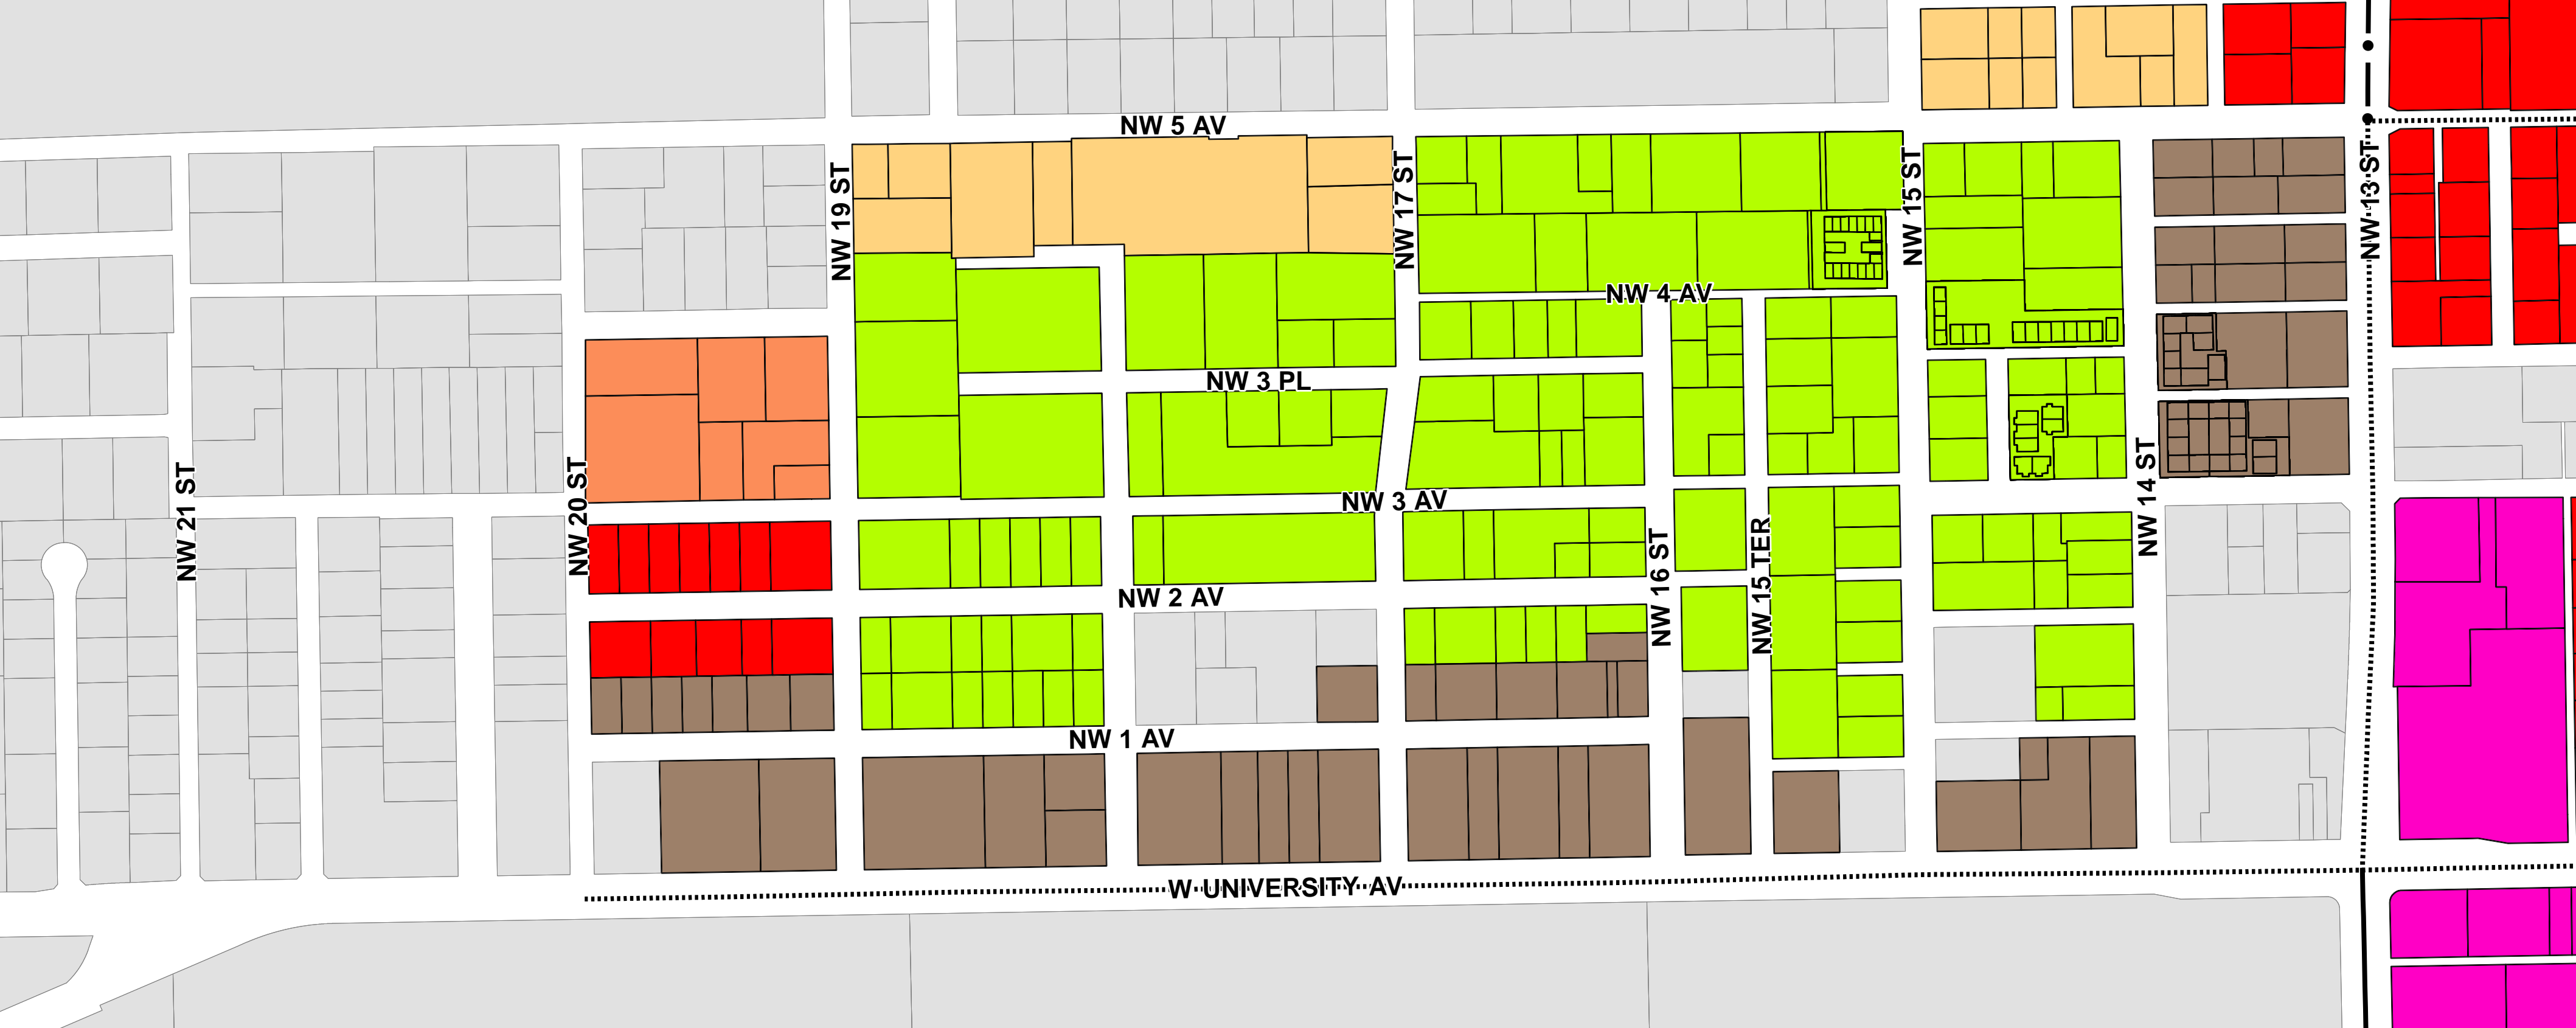 NW 5 AV
NW 19 ST
NW 17 ST
NW 15 ST
NW 13 ST
NW 4 AV
NW 3 PL
NW 21 ST
NW 20 ST
NW 3 AV
NW 14 ST
NW 16 ST
NW 15 TER
NW 2 AV
NW 1 AV
W UNIVERSITY AV